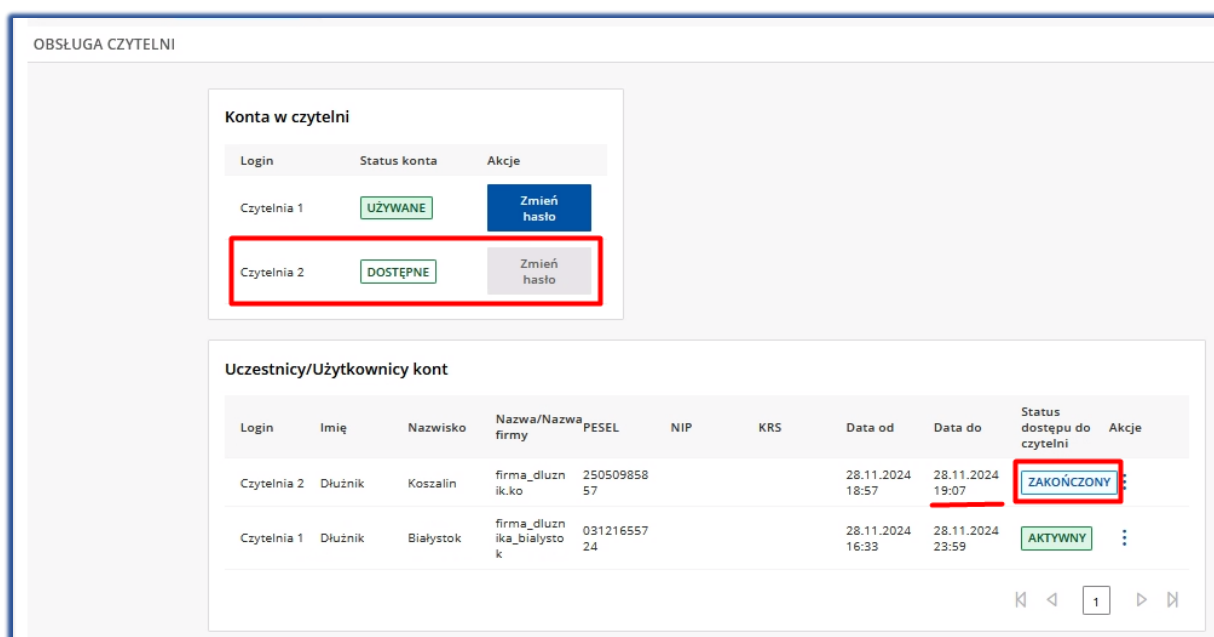 OBSŁUGA CZYTELNI
Konta w czytelni
Login Status konta Akcje
Czytelnia 1 UŻYWANE Zmień
hasło
Czytelnia 2 DOSTĘPNE Zmień
hasło
Uczestnicy/Użytkownicy kont
Login Imię Nazwisko Nazwa/Nazwa firmy PESEL NIP KRS Data od Data do Status dostępu do czytelni Akcje
Czytelnia 2 Dłużnik Koszalin firma_dluzn 250509858 28.11.2024 28.11.2024 ZAKOŃCZONY
ik.ko 57 18:57 19:07
Czytelnia 1 Dłużnik Białystok firma_dluzn 031216557 28.11.2024 28.11.2024 AKTYWNY
ika_bialysto 24 16:33 23:59
k
1